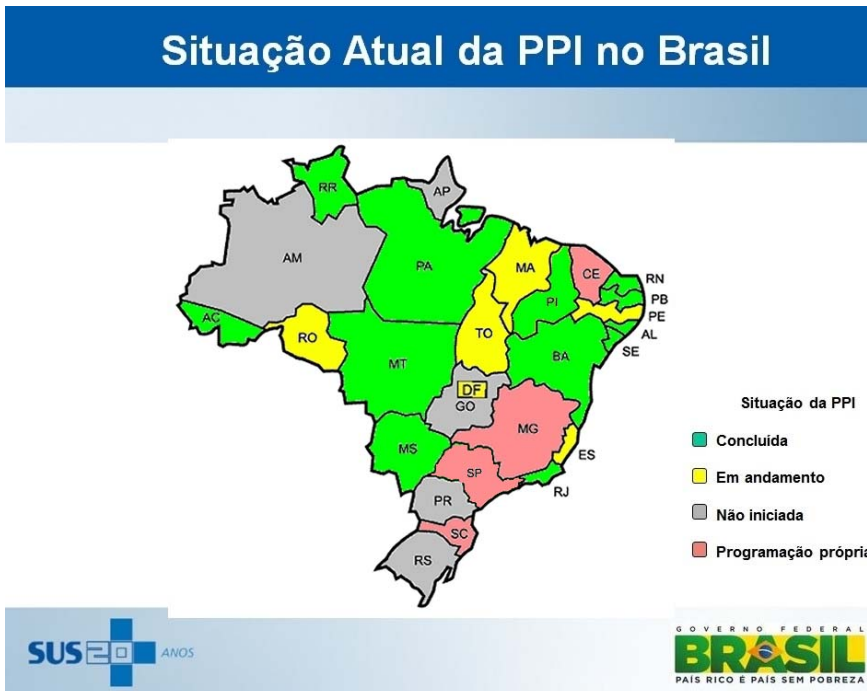 Situação Atual da PPI no Brasil
RR
AP
AM
PA
MA
CE
RN
PB
PE
AL
SE
PI
AC
RO
TO
BA
MT
DF
GO
MG
ES
MS
SP
RJ
PR
SC
RS
Situação da PPI
Concluída
Em andamento
Não iniciada
Programação própria
SUS 20 ANOS
GOVERNO FEDERAL
BRASIL
PAÍS RICO É PAÍS SEM POBREZA